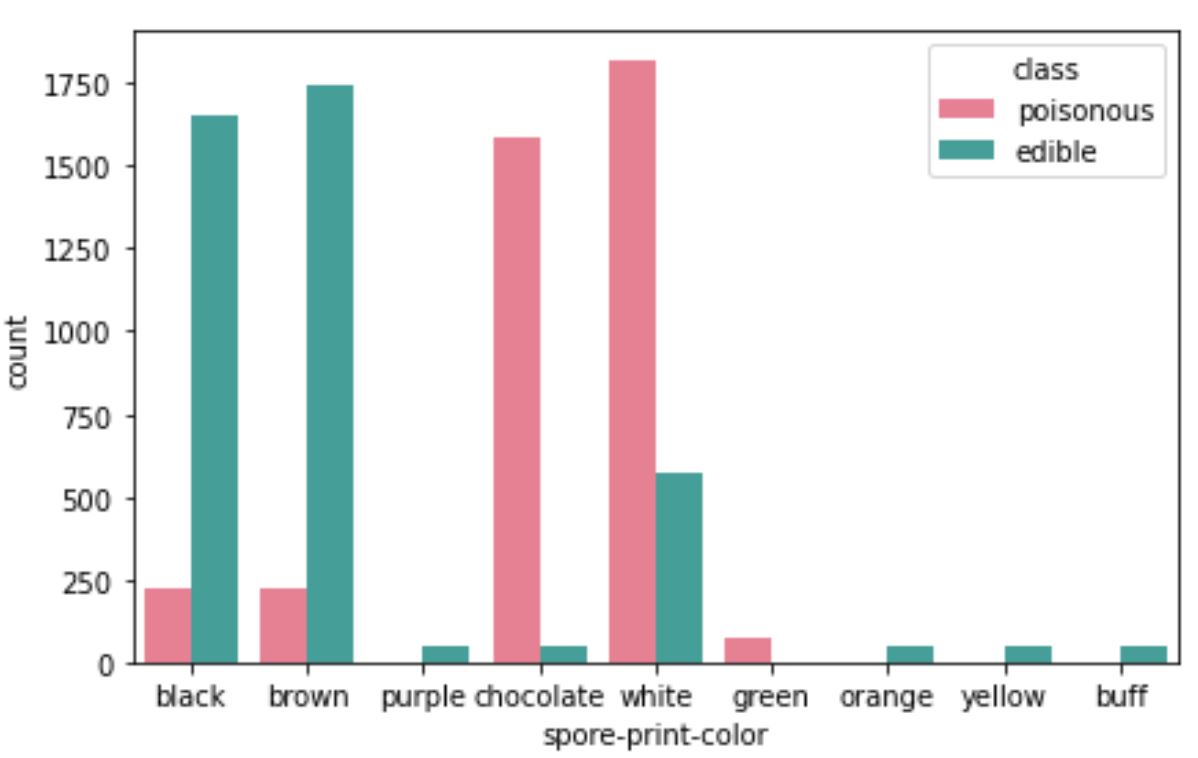 class
poisonous
edible
1750
1500
1250
1000
750
500
250
0
count
black brown purple chocolate white green orange yellow buff
spore-print-color